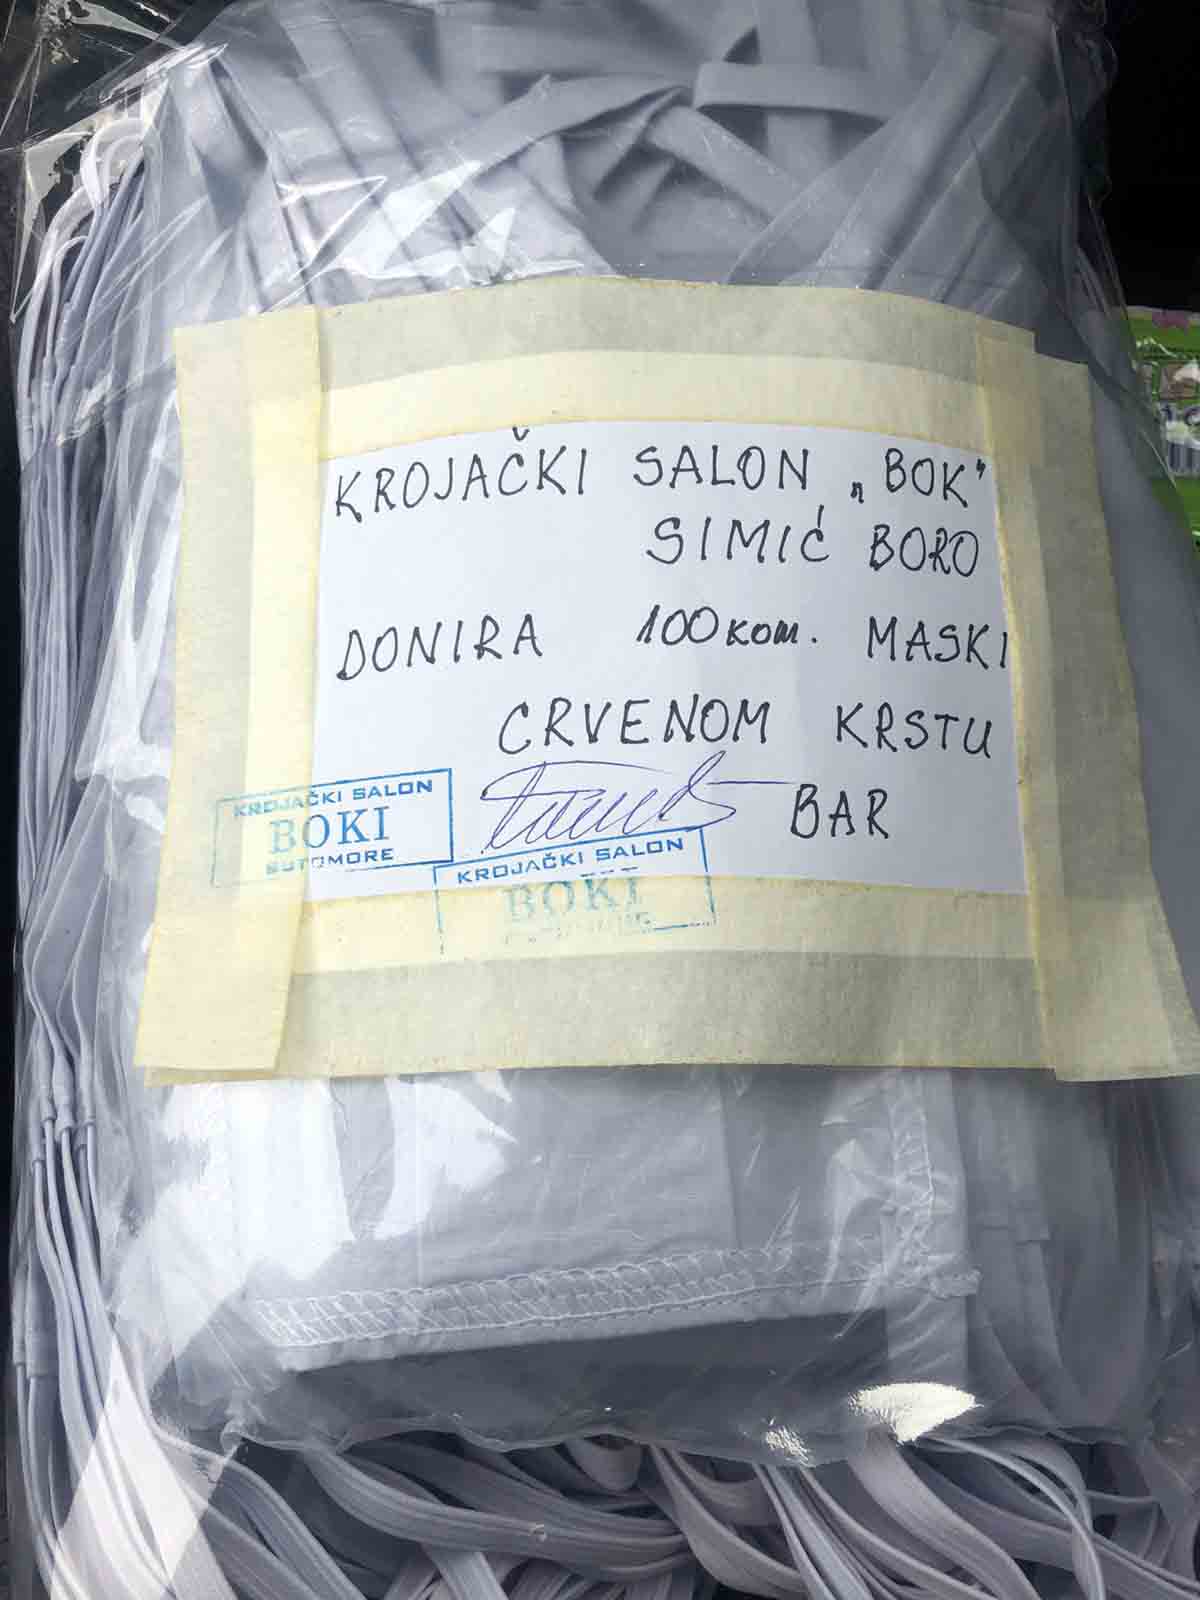 KROJAČKI SALON „BOK“
SIMIĆ BORO
DONIRA 100 kom. MASKI
CRVENOM KRSTU
BAR
KROJAČKI SALON
BOKI
SUTOMORE
KROJAČKI SALON
BOKI